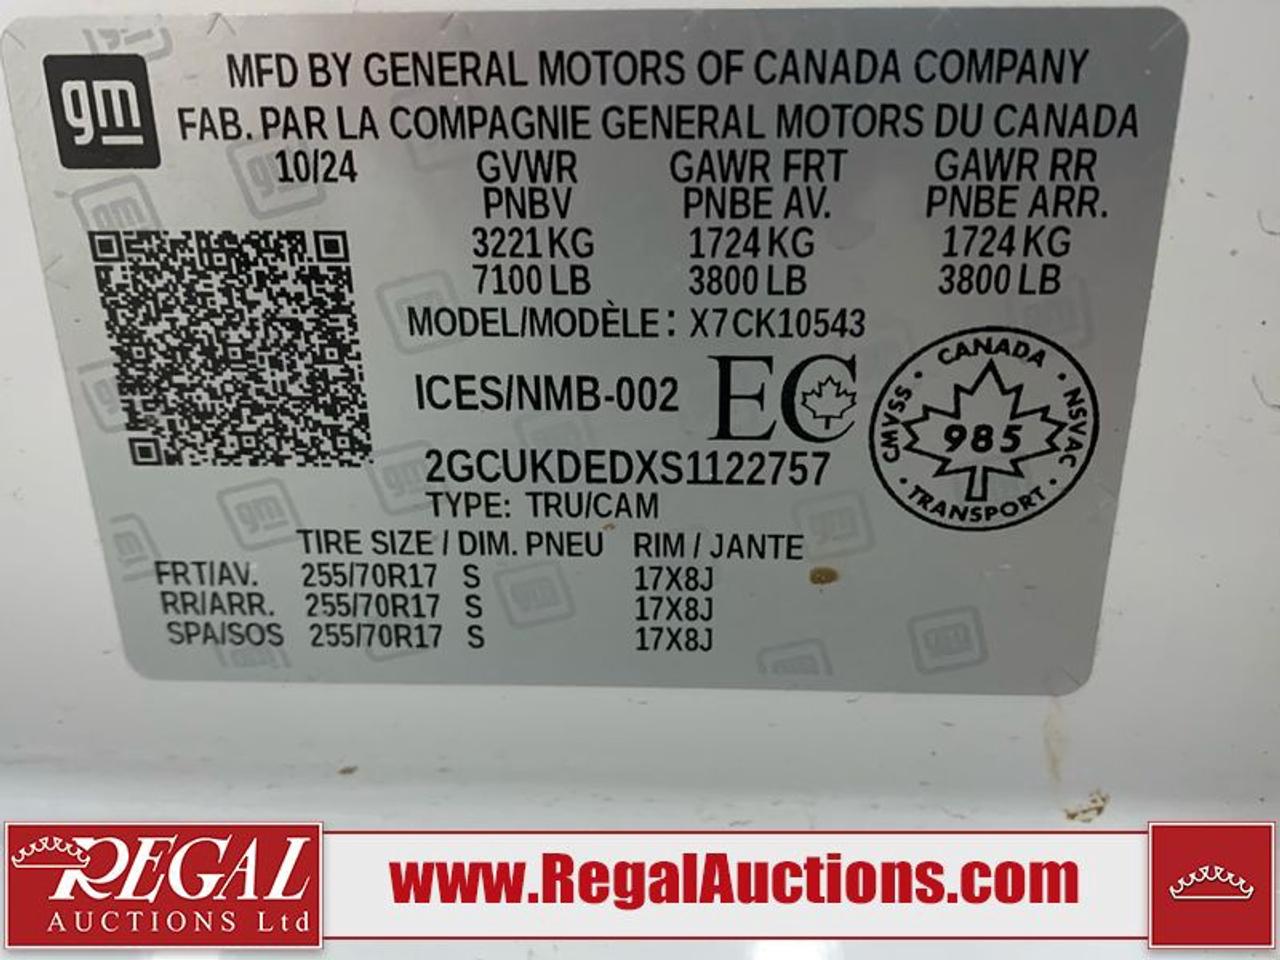 gm
MFD BY GENERAL MOTORS OF CANADA COMPANY
FAB. PAR LA COMPAGNIE GENERAL MOTORS DU CANADA
10/24 GVWR GAWR FRT GAWR RR
PNBV PNBE AV. PNBE ARR.
3221 KG 1724 KG 1724 KG
7100 LB 3800 LB 3800 LB
MODEL/MODÈLE: X7CK10543
ICES/NMB-002 EC
CANADA
CMVSS · NSVAC
985
TRANSPORT
2GCUKDEDXS1122757
TYPE: TRU/CAM
TIRE SIZE / DIM. PNEU RIM / JANTE
FRT/AV. 255/70R17 S 17X8J
RR/ARR. 255/70R17 S 17X8J
SPA/SOS 255/70R17 S 17X8J
REGAL
AUCTIONS Ltd
www.RegalAuctions.com